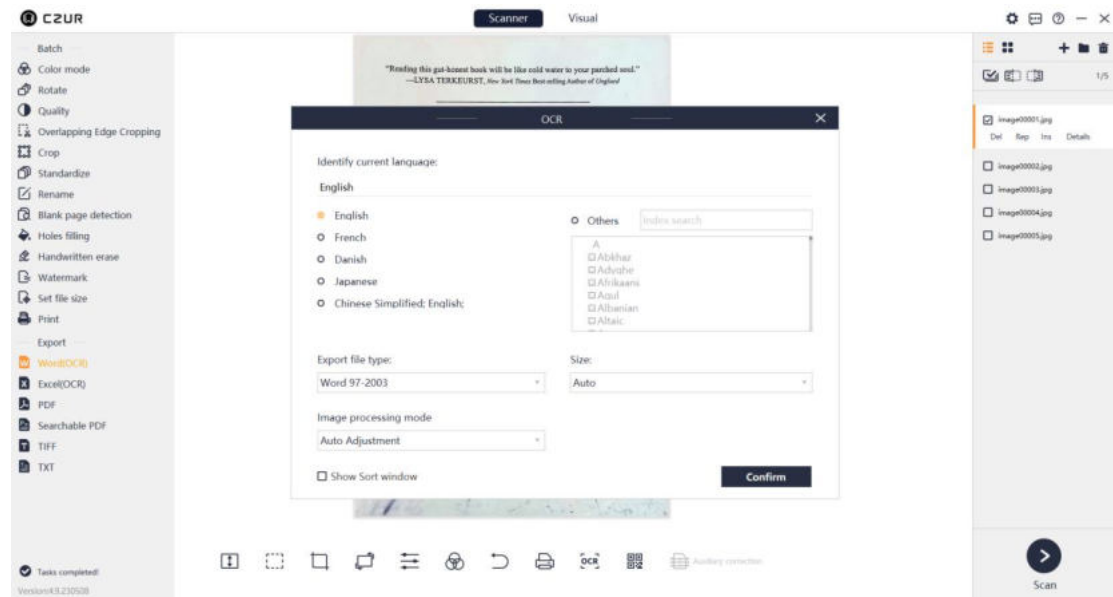 CZUR
Scanner
Visual
Batch
Color mode
Rotate
Quality
Overlapping Edge Cropping
Crop
Standardize
Rename
Blank page detection
Holes filling
Handwritten erase
Watermark
Set file size
Print
Export
Word(OCR)
Excel(OCR)
PDF
Searchable PDF
TIFF
TXT
Tasks completed!
Version:4.9.230508
"Reading this gut-honest book will be like cold water to your parched soul."
—LYSA TERKEURST, New York Times Best-selling Author of Unglued
OCR
Identify current language:
English
English
French
Danish
Japanese
Chinese Simplified; English;
Others
Index search
A
Abkhaz
Adyghe
Afrikaans
Agul
Albanian
Altaic
Export file type:
Word 97-2003
Size:
Auto
Image processing mode
Auto Adjustment
Show Sort window
Confirm
OCR
Auxiliary correction
1/5
image00001.jpg
Del Rep Ins Details
image00002.jpg
image00003.jpg
image00004.jpg
image00005.jpg
Scan